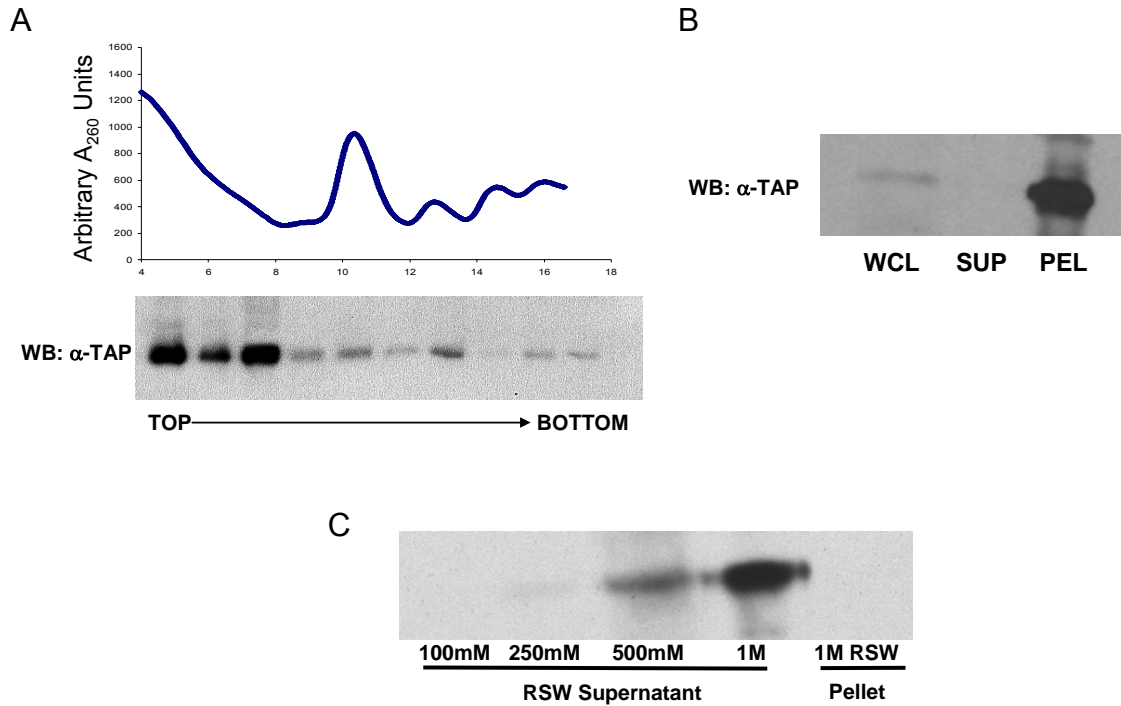 A
B
Arbitrary A260 Units
1600
1400
1200
1000
800
600
400
200
0
4 6 8 10 12 14 16 18
WB: α-TAP
TOP BOTTOM
WB: α-TAP
WCL SUP PEL
C
100mM 250mM 500mM 1M 1M RSW
RSW Supernatant Pellet